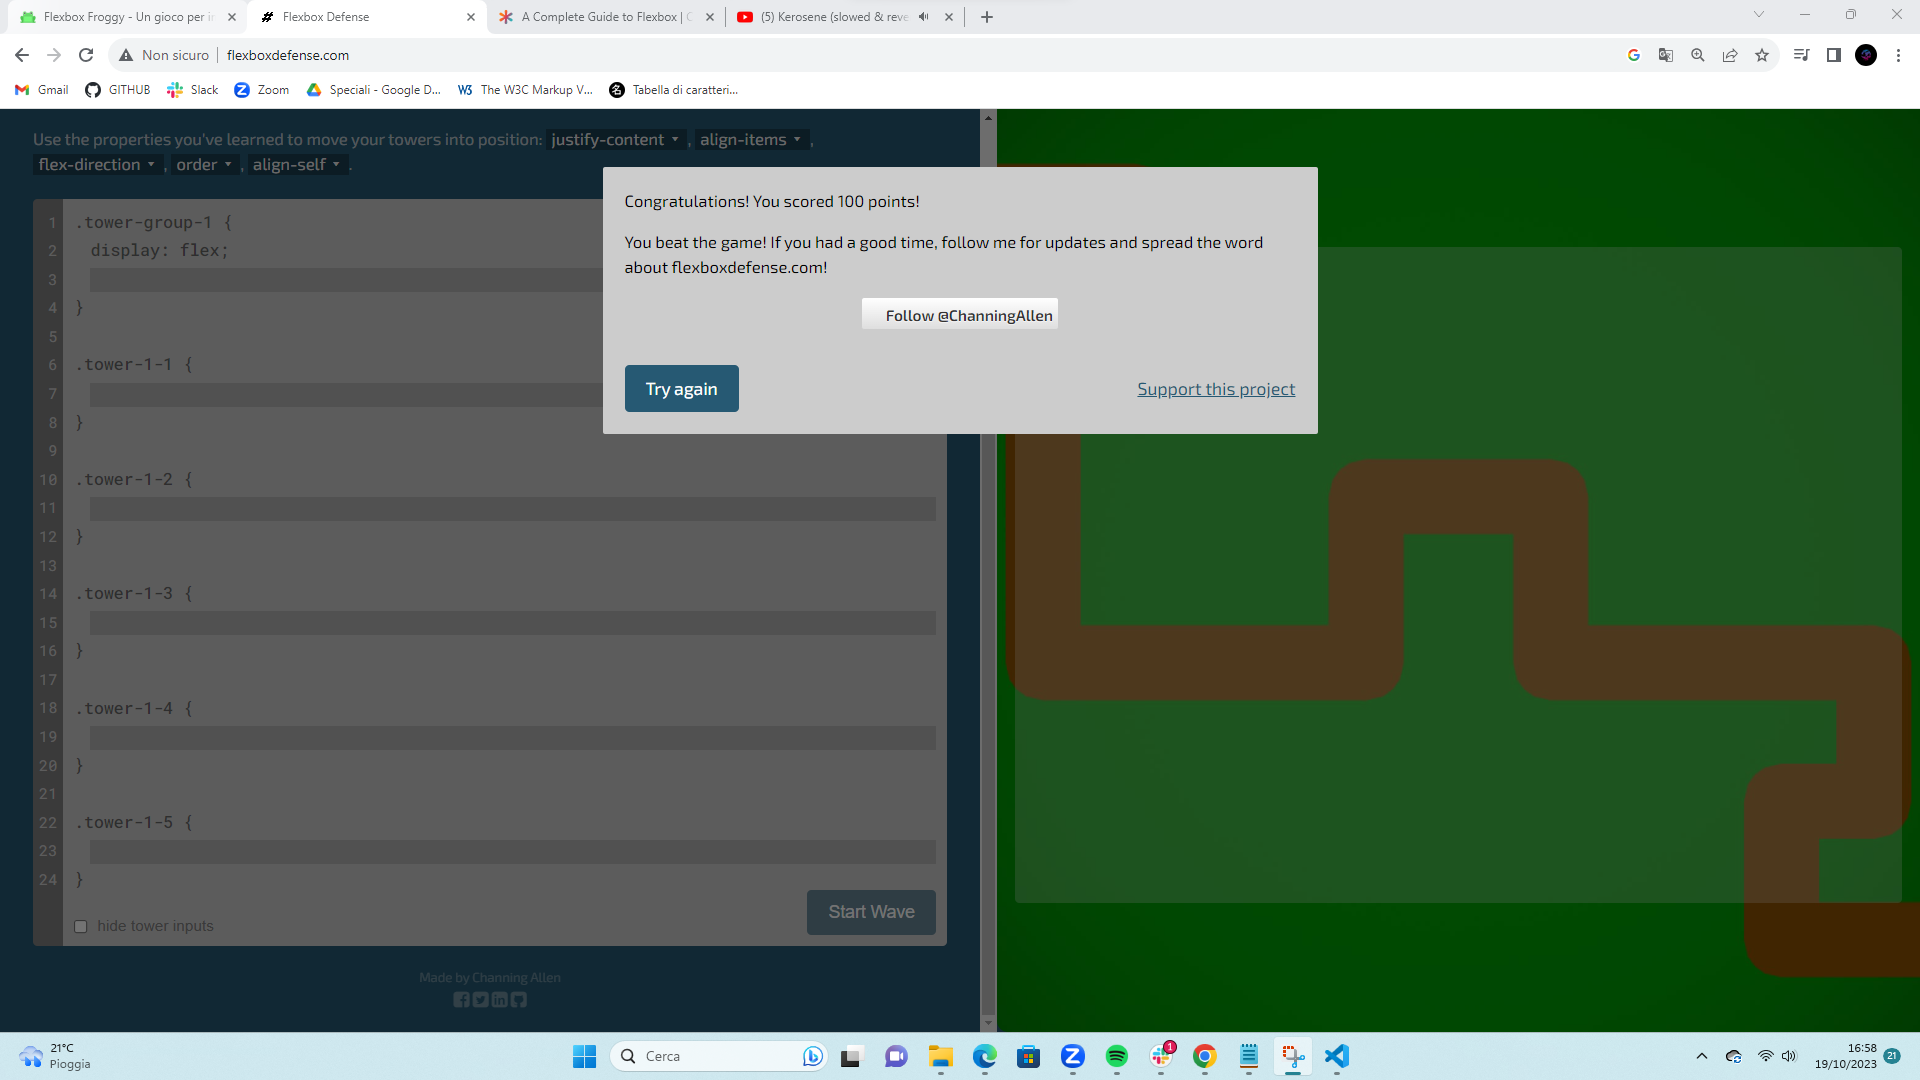 Flexbox Froggy - Un gioco per in
Flexbox Defense
A Complete Guide to Flexbox | C
(5) Kerosene (slowed & reve
Non sicuro
flexboxdefense.com
Gmail
GITHUB
Slack
Zoom
Speciali - Google D...
The W3C Markup V...
Tabella di caratteri...
Use the properties you've learned to move your towers into position: justify-content ▾ , align-items ▾ ,
flex-direction ▾ , order ▾ , align-self ▾ .
Congratulations! You scored 100 points!
You beat the game! If you had a good time, follow me for updates and spread the word
about flexboxdefense.com!
Follow @ChanningAllen
Try again
Support this project
1 .tower-group-1 {
2 display: flex;
3
4 }
5
6 .tower-1-1 {
7
8 }
9
10 .tower-1-2 {
11
12 }
13
14 .tower-1-3 {
15
16 }
17
18 .tower-1-4 {
19
20 }
21
22 .tower-1-5 {
23
24 }
hide tower inputs
Start Wave
Made by Channing Allen
21°C
Pioggia
Cerca
1
16:58
19/10/2023
21